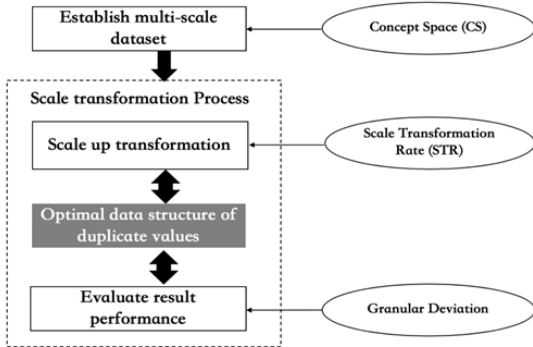 Establish multi-scale
dataset
Concept Space (CS)
Scale transformation Process
Scale up transformation
Scale Transformation
Rate (STR)
Optimal data structure of
duplicate values
Evaluate result
performance
Granular Deviation